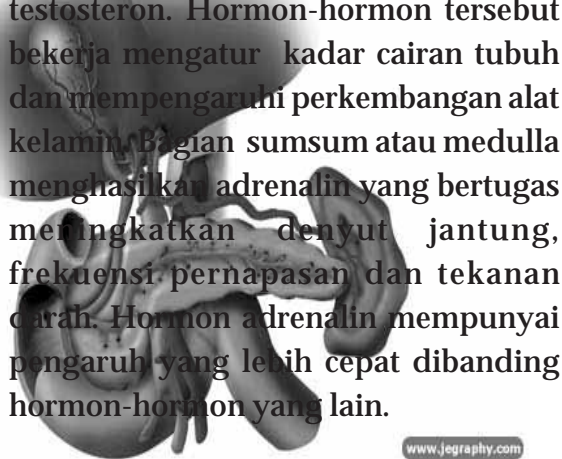 testosteron. Hormon-hormon tersebut
bekerja mengatur kadar cairan tubuh
dan mempengaruhi perkembangan alat
kelamin. Bagian sumsum atau medulla
menghasilkan adrenalin yang bertugas
meningkatkan denyut jantung,
frekuensi pernapasan dan tekanan
darah. Hormon adrenalin mempunyai
pengaruh yang lebih cepat dibanding
hormon-hormon yang lain.
www.jegraphy.com